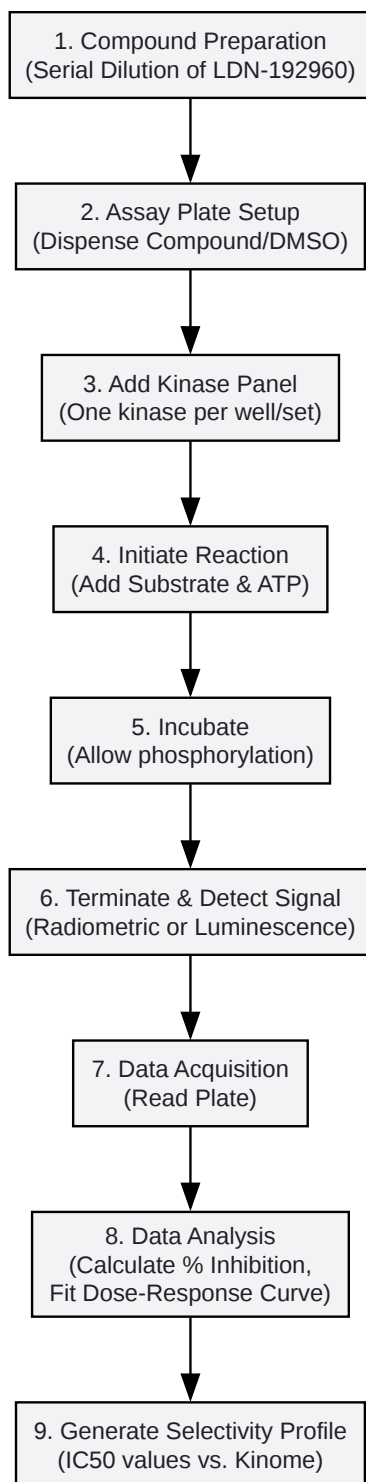 1. Compound Preparation
(Serial Dilution of LDN-192960)
2. Assay Plate Setup
(Dispense Compound/DMSO)
3. Add Kinase Panel
(One kinase per well/set)
4. Initiate Reaction
(Add Substrate & ATP)
5. Incubate
(Allow phosphorylation)
6. Terminate & Detect Signal
(Radiometric or Luminescence)
7. Data Acquisition
(Read Plate)
8. Data Analysis
(Calculate % Inhibition,
Fit Dose-Response Curve)
9. Generate Selectivity Profile
(IC50 values vs. Kinome)